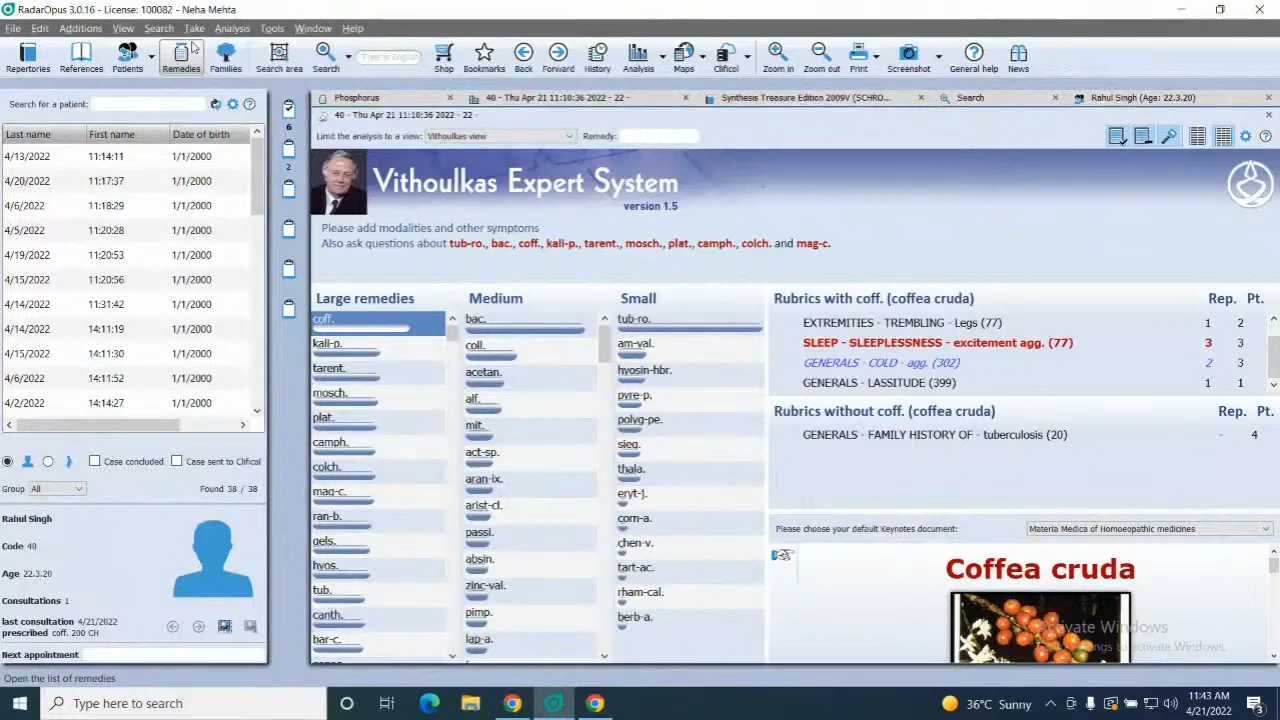 RadarOpus 3.0.16 - License: 100082 - Neha Mehta
File Edit Additions View Search Take Analysis Tools Window Help
Repertories References Patients Remedies Families Search area Search Type in English Shop Bookmarks Back Forward History Analysis Maps Clificol Zoom in Zoom out Print Screenshot General help News
Search for a patient:
Last name First name Date of birth
4/13/2022 11:14:11 1/1/2000
4/20/2022 11:17:37 1/1/2000
4/6/2022 11:18:29 1/1/2000
4/5/2022 11:20:28 1/1/2000
4/19/2022 11:20:53 1/1/2000
4/15/2022 11:20:56 1/1/2000
4/14/2022 11:31:42 1/1/2000
4/14/2022 14:11:19 1/1/2000
4/15/2022 14:11:30 1/1/2000
4/6/2022 14:11:52 1/1/2000
4/2/2022 14:14:27 1/1/2000
Case concluded Case sent to Clificol
Group All Found 38 / 38
Rahul Singh
Code 40
Age 22.3.20
Consultations 1
last consultation 4/21/2022
prescribed coff. 200 CH
Next appointment
6
2
Phosphorus 40 - Thu Apr 21 11:10:36 2022 - 22 - Synthesis Treasure Edition 2009V (SCHRO... Search Rahul Singh (Age: 22.3.20)
40 - Thu Apr 21 11:10:36 2022 - 22 -
Limit the analysis to a view: Vithoulkas view Remedy:
Vithoulkas Expert System
version 1.5
Please add modalities and other symptoms
Also ask questions about tub-ro., bac., coff., kali-p., tarent., mosch., plat., camph., colch. and mag-c.
Large remedies
coff.
kali-p.
tarent.
mosch.
plat.
camph.
colch.
mag-c.
ran-b.
gels.
hyos.
tub.
canth.
bar-c.
Medium
bac.
coll.
acetan.
alf.
mit.
act-sp.
aran-ix.
arist-cl.
passi.
absin.
zinc-val.
pimp.
lap-a.
Small
tub-ro.
am-val.
hyosin-hbr.
pyre-p.
polyg-pe.
sieg.
thala.
eryt-j.
corn-a.
chen-v.
tart-ac.
rham-cal.
berb-a.
Rubrics with coff. (coffea cruda) Rep. Pt.
EXTREMITIES - TREMBLING - Legs (77) 1 2
SLEEP - SLEEPLESSNESS - excitement agg. (77) 3 3
GENERALS - COLD - agg. (302) 2 3
GENERALS - LASSITUDE (399) 1 1
Rubrics without coff. (coffea cruda) Rep. Pt.
GENERALS - FAMILY HISTORY OF - tuberculosis (20) - 4
Please choose your default Keynotes document: Materia Medica of Homoeopathic medicines
Coffea cruda
Activate Windows
Open the list of remedies
Type here to search
36°C Sunny
11:43 AM
4/21/2022
3